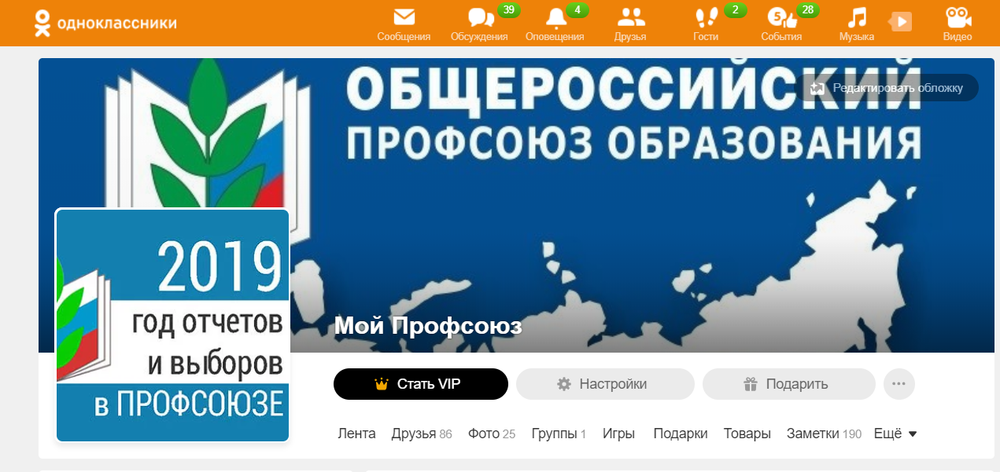 одноклассники
Сообщения
39
Обсуждения
4
Оповещения
Друзья
2
Гости
5
28
События
Музыка
Видео
ОБЩЕРОССИЙСКИЙ
Редактировать обложку
ПРОФСОЮЗ ОБРАЗОВАНИЯ
2019
год отчетов
и выборов
в ПРОФСОЮЗЕ
Мой Профсоюз
Стать VIP
Настройки
Подарить
Лента Друзья 86 Фото 25 Группы 1 Игры Подарки Товары Заметки 190 Ещё